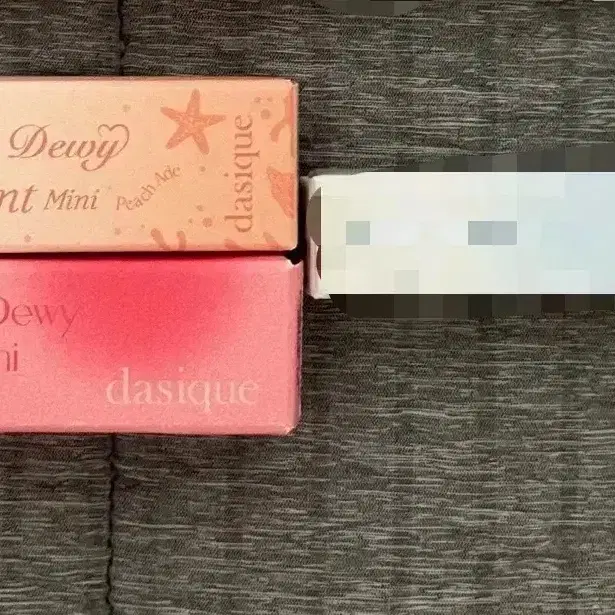 Dewy
nt Mini Peach Ade
dasique
Dewy
ni
dasique